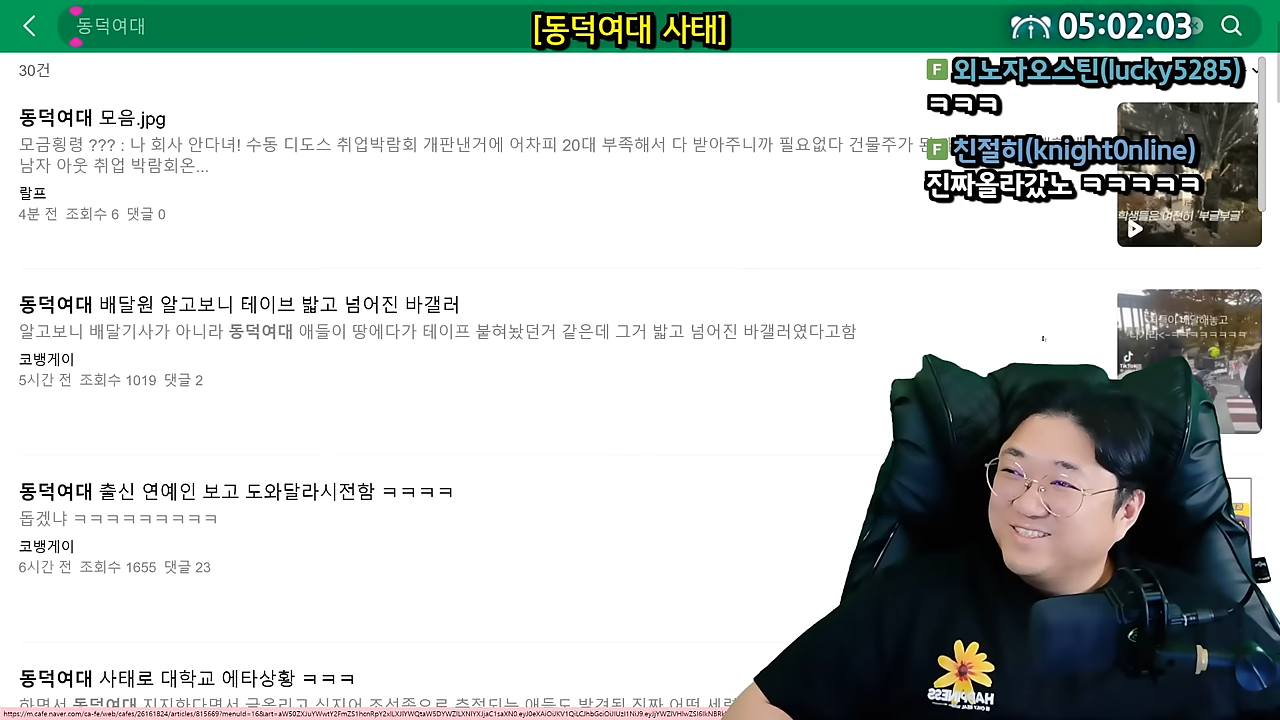 동덕여대
[동덕여대 사태]
05:02:03
30건
F 외노자오스틴(lucky5285)
ㅋㅋㅋ
F 친절히(knight0nline)
진짜올라갔노 ㅋㅋㅋㅋㅋ
동덕여대 모음.jpg
모금횡령 ??? : 나 회사 안다녀! 수동 디도스 취업박람회 개판낸거에 어차피 20대 부족해서 다 받아주니까 필요없다 건물주가
남자 아웃 취업 박람회온...
랄프
4분 전 조회수 6 댓글 0
학생들은 여전히 '부글부글'
동덕여대 배달원 알고보니 테이브 밟고 넘어진 바갤러
알고보니 배달기사가 아니라 동덕여대 애들이 땅에다가 테이프 붙혀놨던거 같은데 그거 밟고 넘어진 바갤러였다고함
코뱅게이
5시간 전 조회수 1019 댓글 2
TikTok
동덕여대 출신 연예인 보고 도와달라시전함 ㅋㅋㅋㅋ
돕겠냐 ㅋㅋㅋㅋㅋㅋㅋㅋㅋ
코뱅게이
6시간 전 조회수 1655 댓글 23
HAPPINESS
동덕여대 사태로 대학교 에타상황 ㅋㅋㅋ